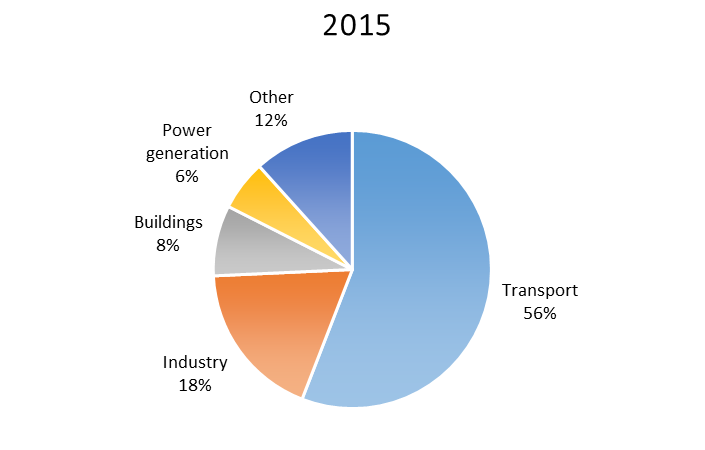 2015
Other
12%
Power
generation
6%
Buildings
8%
Transport
56%
Industry
18%